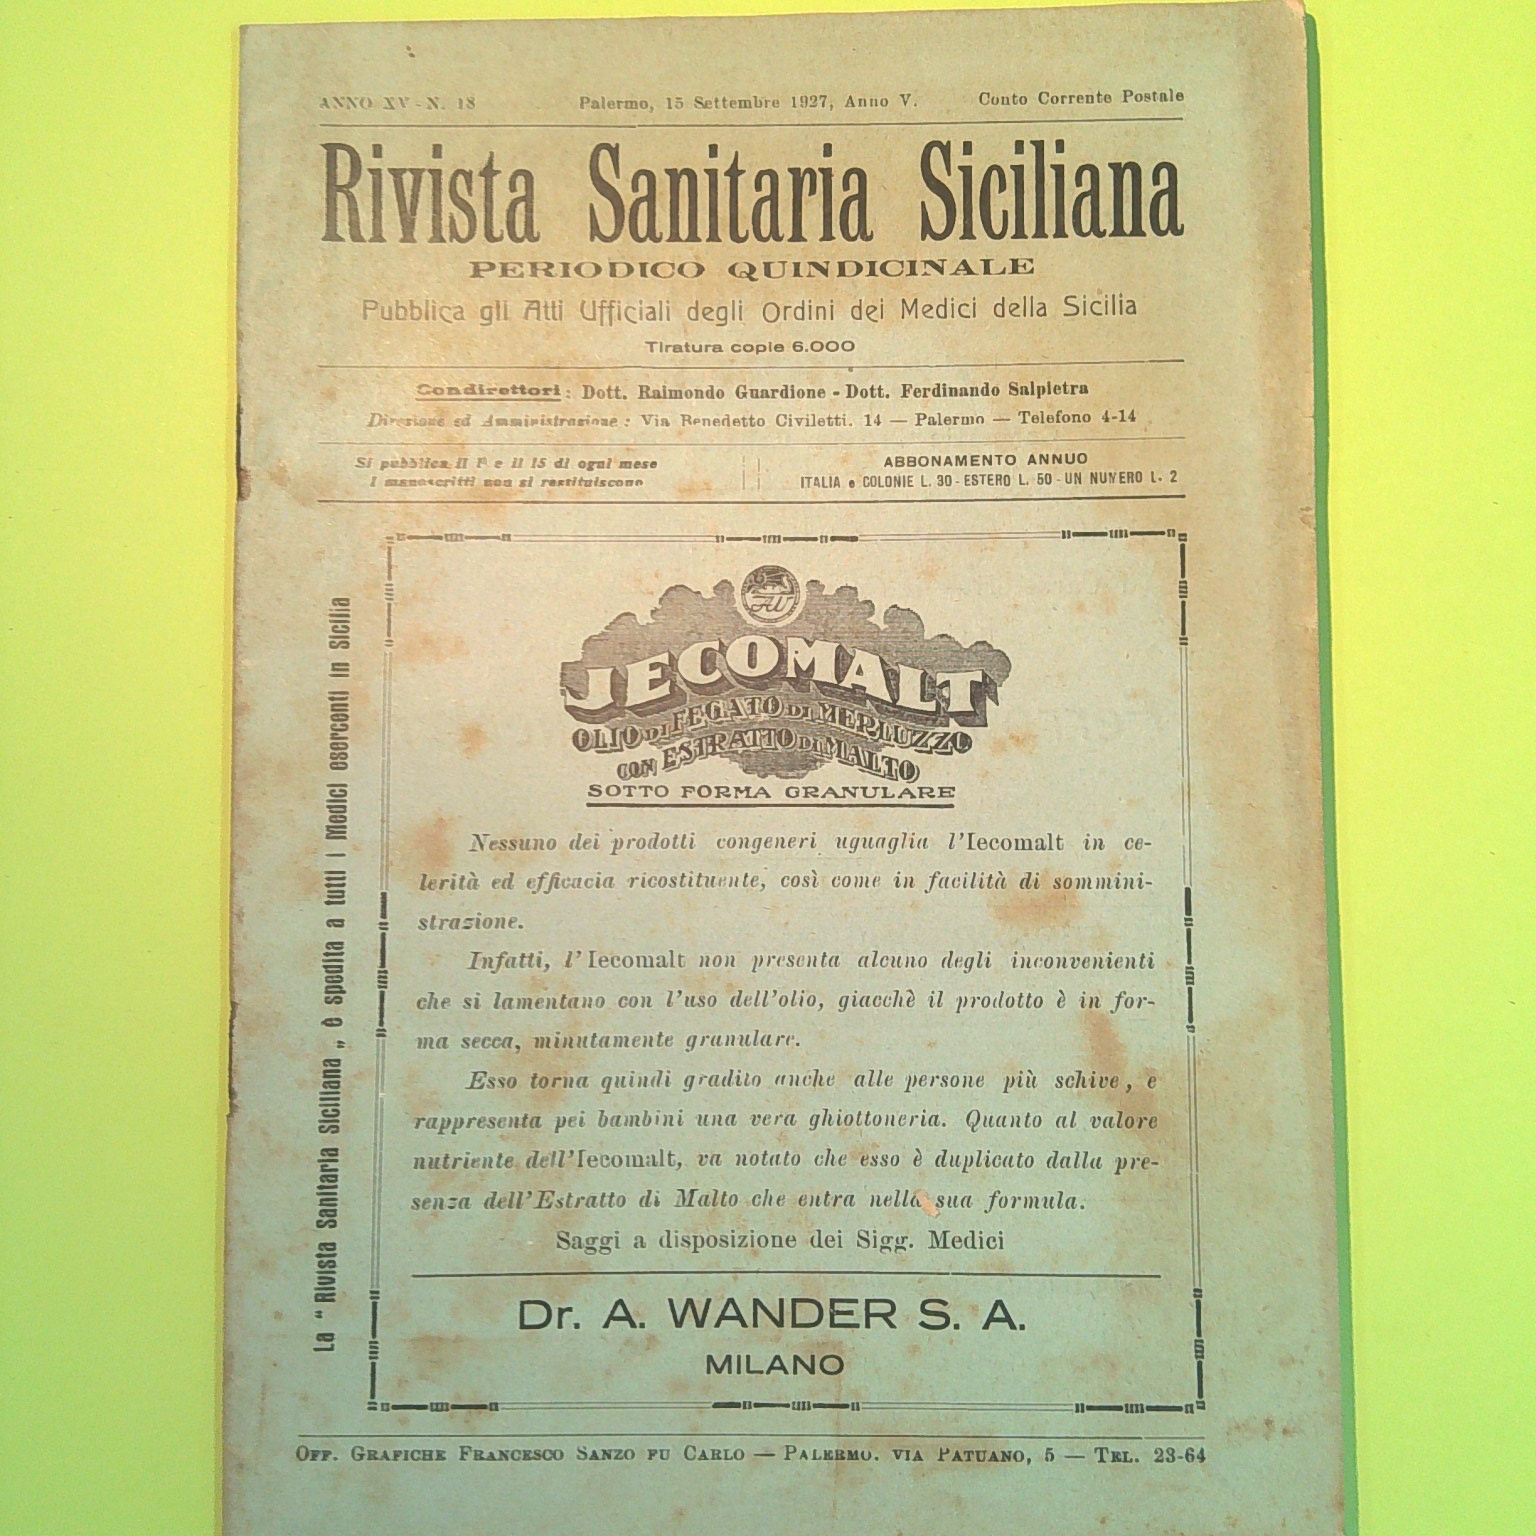 ANNO XV - N. 18
Palermo, 15 Settembre 1927, Anno V.
Conto Corrente Postale
Rivista Sanitaria Siciliana
PERIODICO QUINDICINALE
Pubblica gli Atti Ufficiali degli Ordini dei Medici della Sicilia
Tiratura copie 6.000
Condirettori: Dott. Raimondo Guardione - Dott. Ferdinando Salpietra
Direzione ed Amministrazione: Via Benedetto Civiletti. 14 — Palermo — Telefono 4-14
Si pubblica il 1º e il 15 di ogni mese
I manoscritti non si restituiscono
ABBONAMENTO ANNUO
ITALIA e COLONIE L. 30 - ESTERO L. 50 - UN NUMERO L. 2
La " Rivista Sanitaria Siciliana „ è spedita a tutti i Medici esercenti in Sicilia
AW
JECOMALT
OLIO DI FEGATO DI MERLUZZO
CON ESTRATTO DI MALTO
SOTTO FORMA GRANULARE
Nessuno dei prodotti congeneri uguaglia l'Iecomalt in ce-
lerità ed efficacia ricostituente, così come in facilità di sommini-
strazione.
Infatti, l'Iecomalt non presenta alcuno degli inconvenienti
che si lamentano con l'uso dell'olio, giacchè il prodotto è in for-
ma secca, minutamente granulare.
Esso torna quindi gradito anche alle persone più schive, e
rappresenta pei bambini una vera ghiottoneria. Quanto al valore
nutriente dell'Iecomalt, va notato che esso è duplicato dalla pre-
senza dell'Estratto di Malto che entra nella sua formula.
Saggi a disposizione dei Sigg. Medici
Dr. A. WANDER S. A.
MILANO
OFF. GRAFICHE FRANCESCO SANZO FU CARLO — PALERMO. VIA PATUANO, 5 — TEL. 23-64